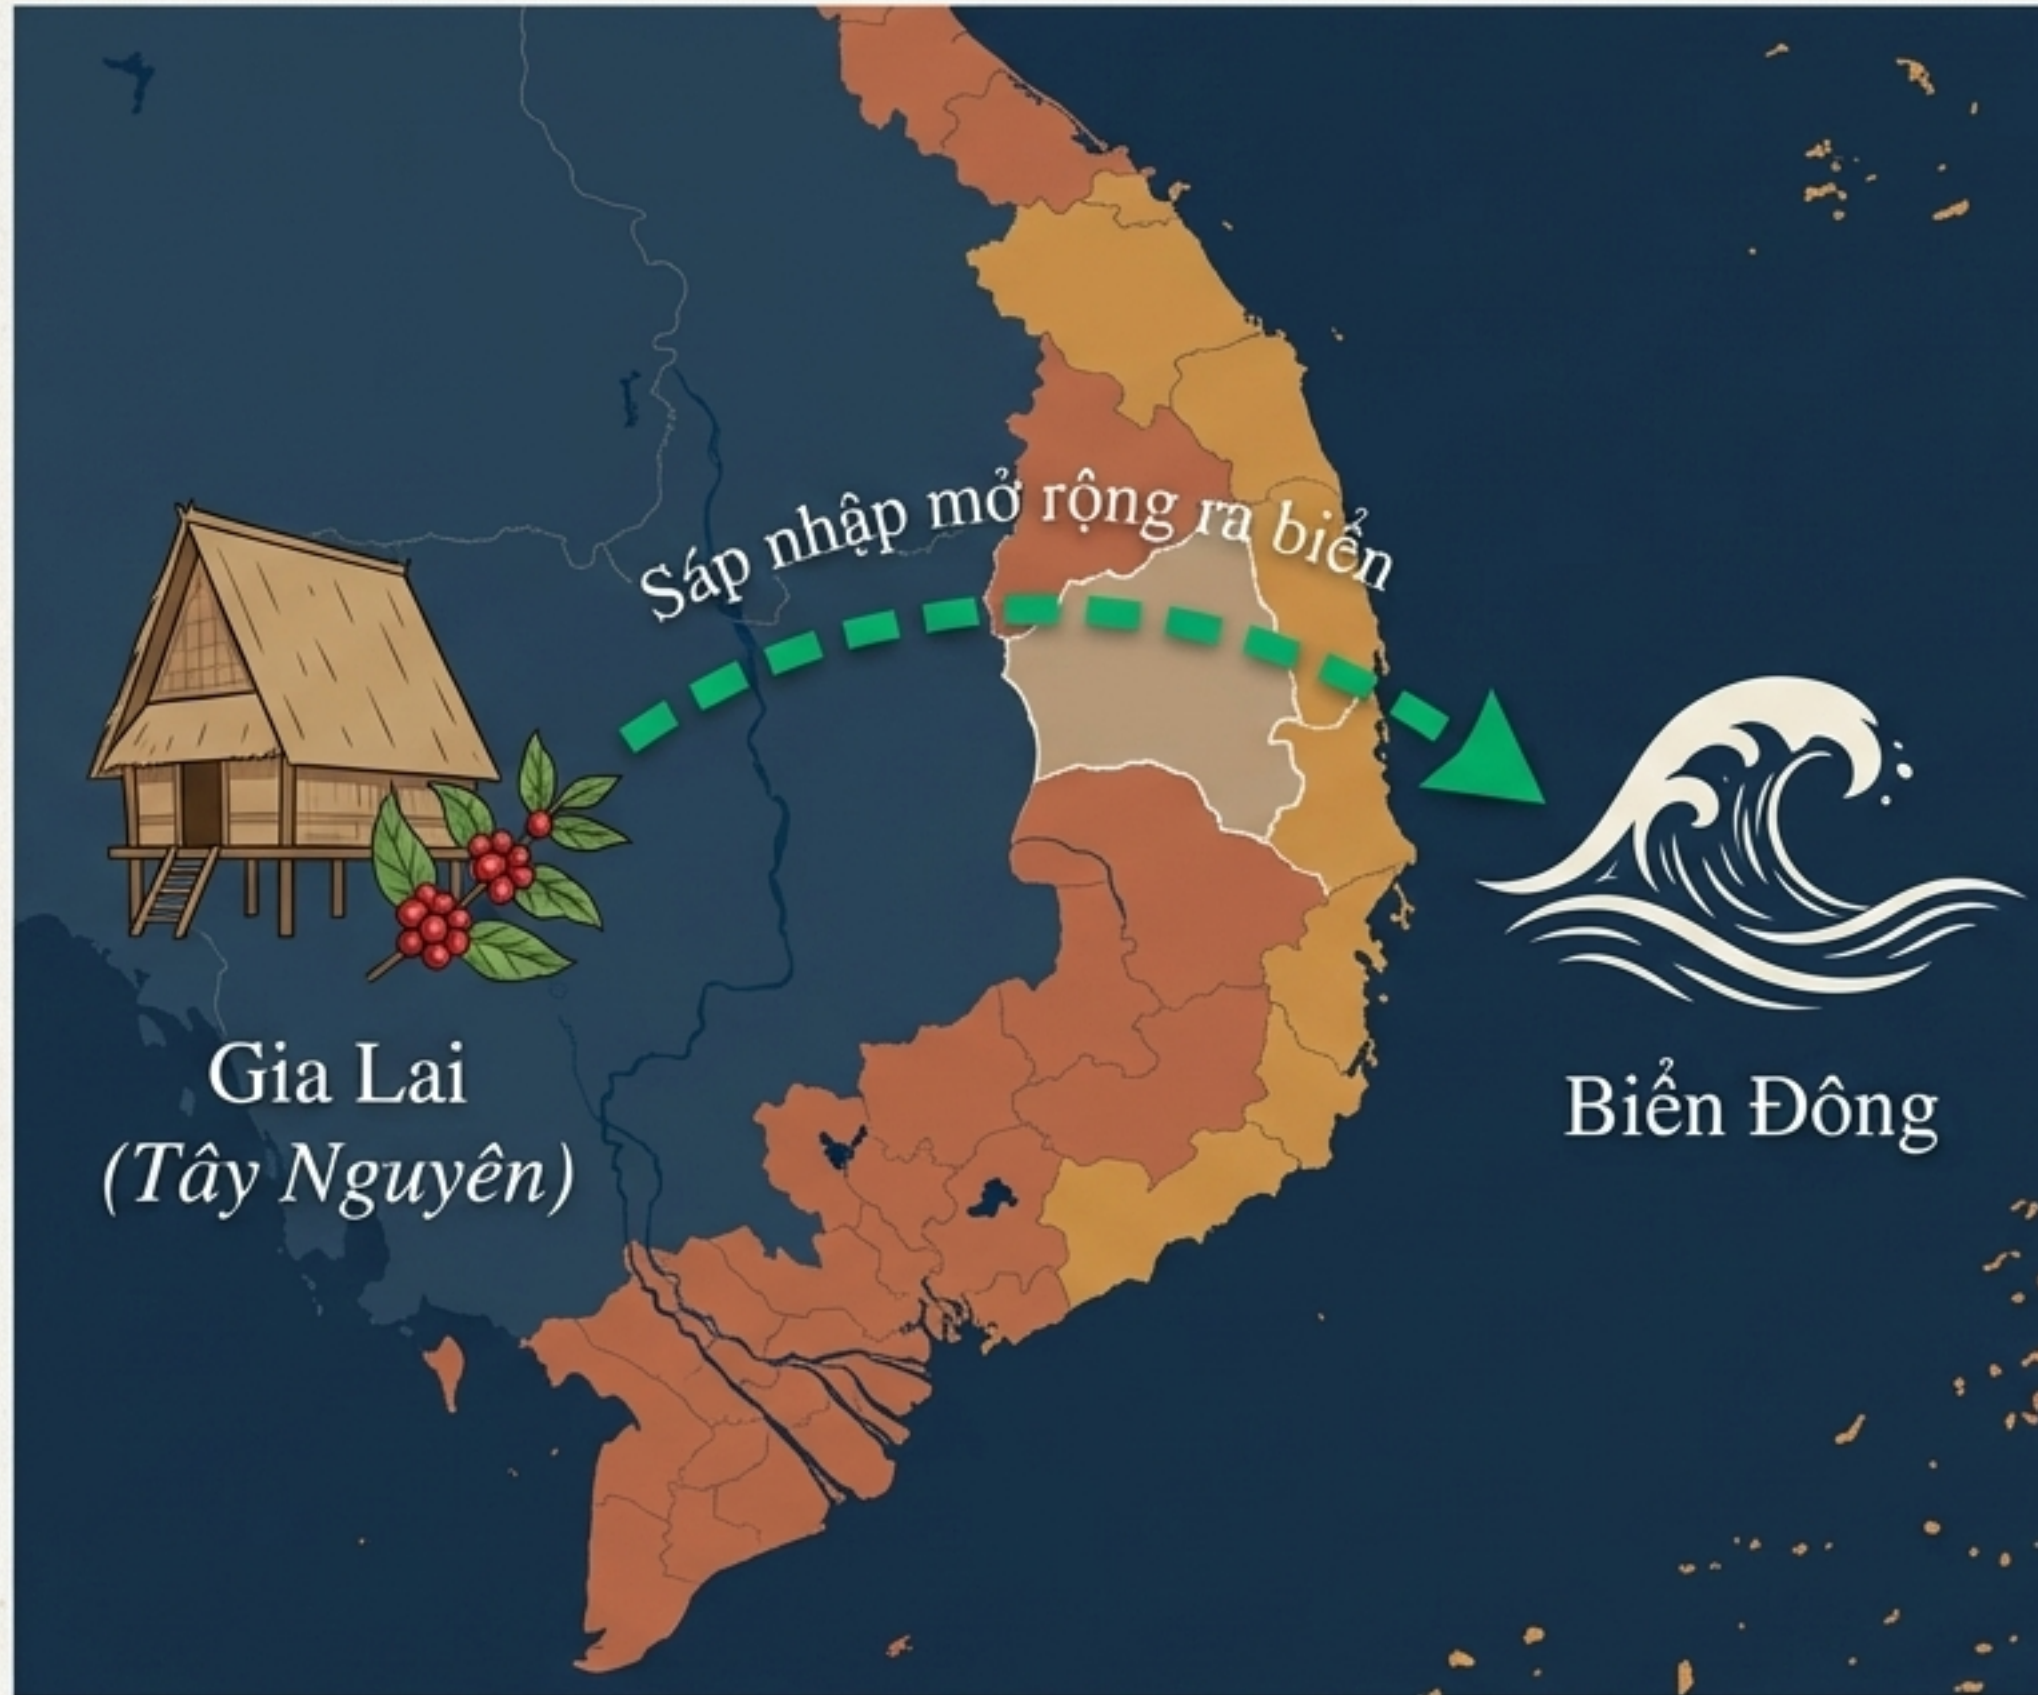 Sáp nhập mở rộng ra biển
Gia Lai
(Tây Nguyên)
Biển Đông